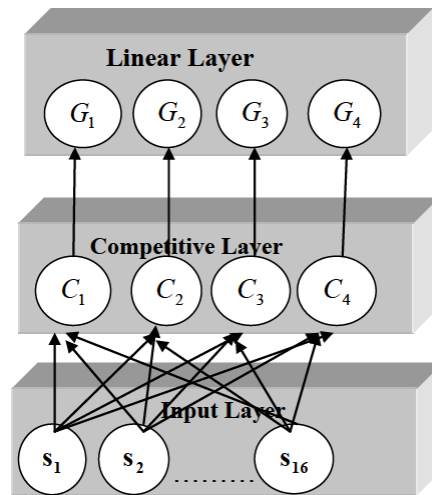 Linear Layer
G₁ G₂ G₃ G₄
Competitive Layer
C₁ C₂ C₃ C₄
Input Layer
s₁ s₂ ......... s₁₆